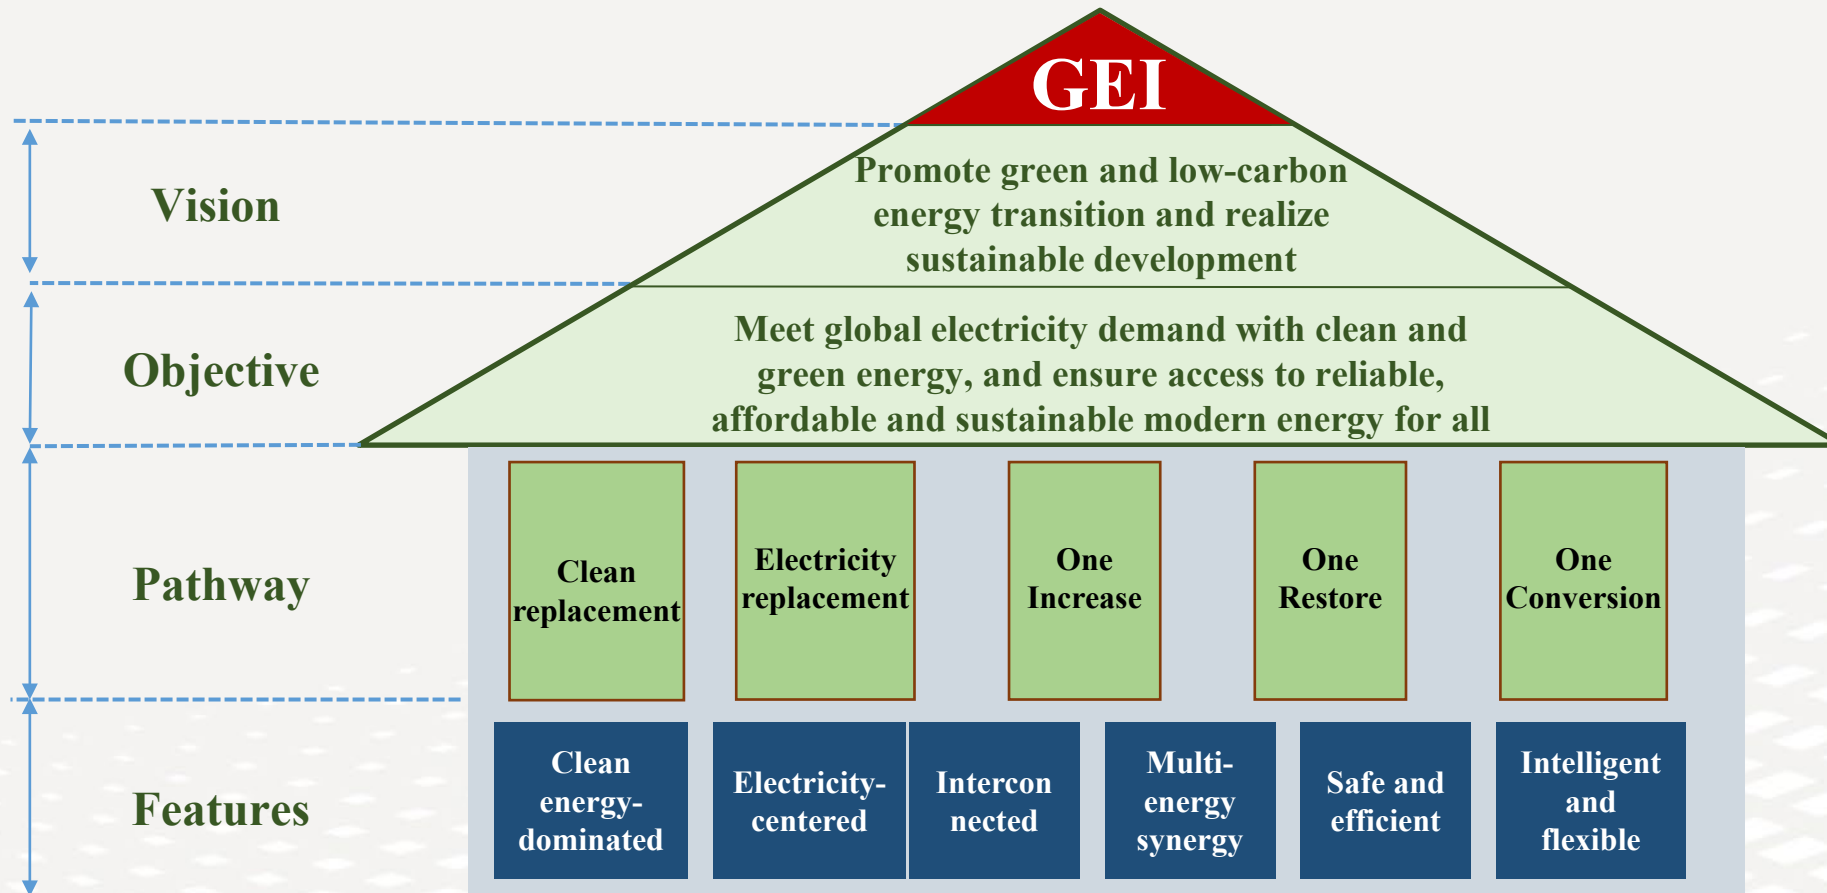 GEI
Vision
Promote green and low-carbon
energy transition and realize
sustainable development
Objective
Meet global electricity demand with clean and
green energy, and ensure access to reliable,
affordable and sustainable modern energy for all
Pathway
Clean
replacement
Electricity
replacement
One
Increase
One
Restore
One
Conversion
Features
Clean
energy-
dominated
Electricity-
centered
Intercon
nected
Multi-
energy
synergy
Safe and
efficient
Intelligent
and
flexible